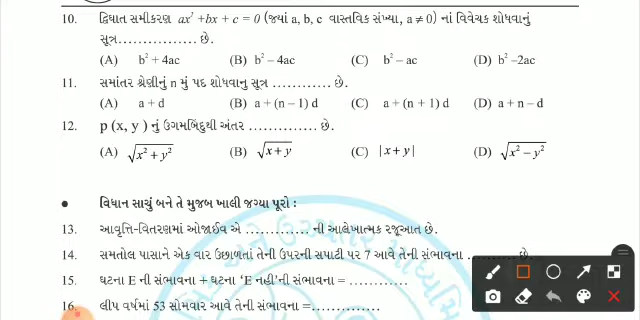 10. દ્વિઘાત સમીકરણ ax² +bx + c = 0 (જ્યાં a, b, c વાસ્તવિક સંખ્યા, a ≠ 0) નાં વિવેચક શોધવાનું
સૂત્ર............... છે.
(A) b² + 4ac (B) b² – 4ac (C) b² – ac (D) b² –2ac
11. સમાંતર શ્રેણીનું n મું પદ શોધવાનુ સૂત્ર ............ છે.
(A) a + d (B) a + (n – 1) d (C) a + (n + 1) d (D) a + n – d
12. p (x, y ) નું ઉગમબિંદુથી અંતર .............. છે.
(A) √x² + y² (B) √x + y (C) |x + y| (D) √x² – y²
• વિધાન સાચું બને તે મુજબ ખાલી જગ્યા પૂરો :
13. આવૃત્તિ-વિતરણમાં ઓજાઈવ એ ............. ની આલેખાત્મક રજૂઆત છે.
14. સમતોલ પાસાને એક વાર ઉછાળતાં તેની ઉપરની સપાટી પર 7 આવે તેની સંભાવના .......... છે.
15. ઘટના E ની સંભાવના + ઘટના ‘E નહીં’ની સંભાવના = ............
16. લીપ વર્ષમાં 53 સોમવાર આવે તેની સંભાવના =..............